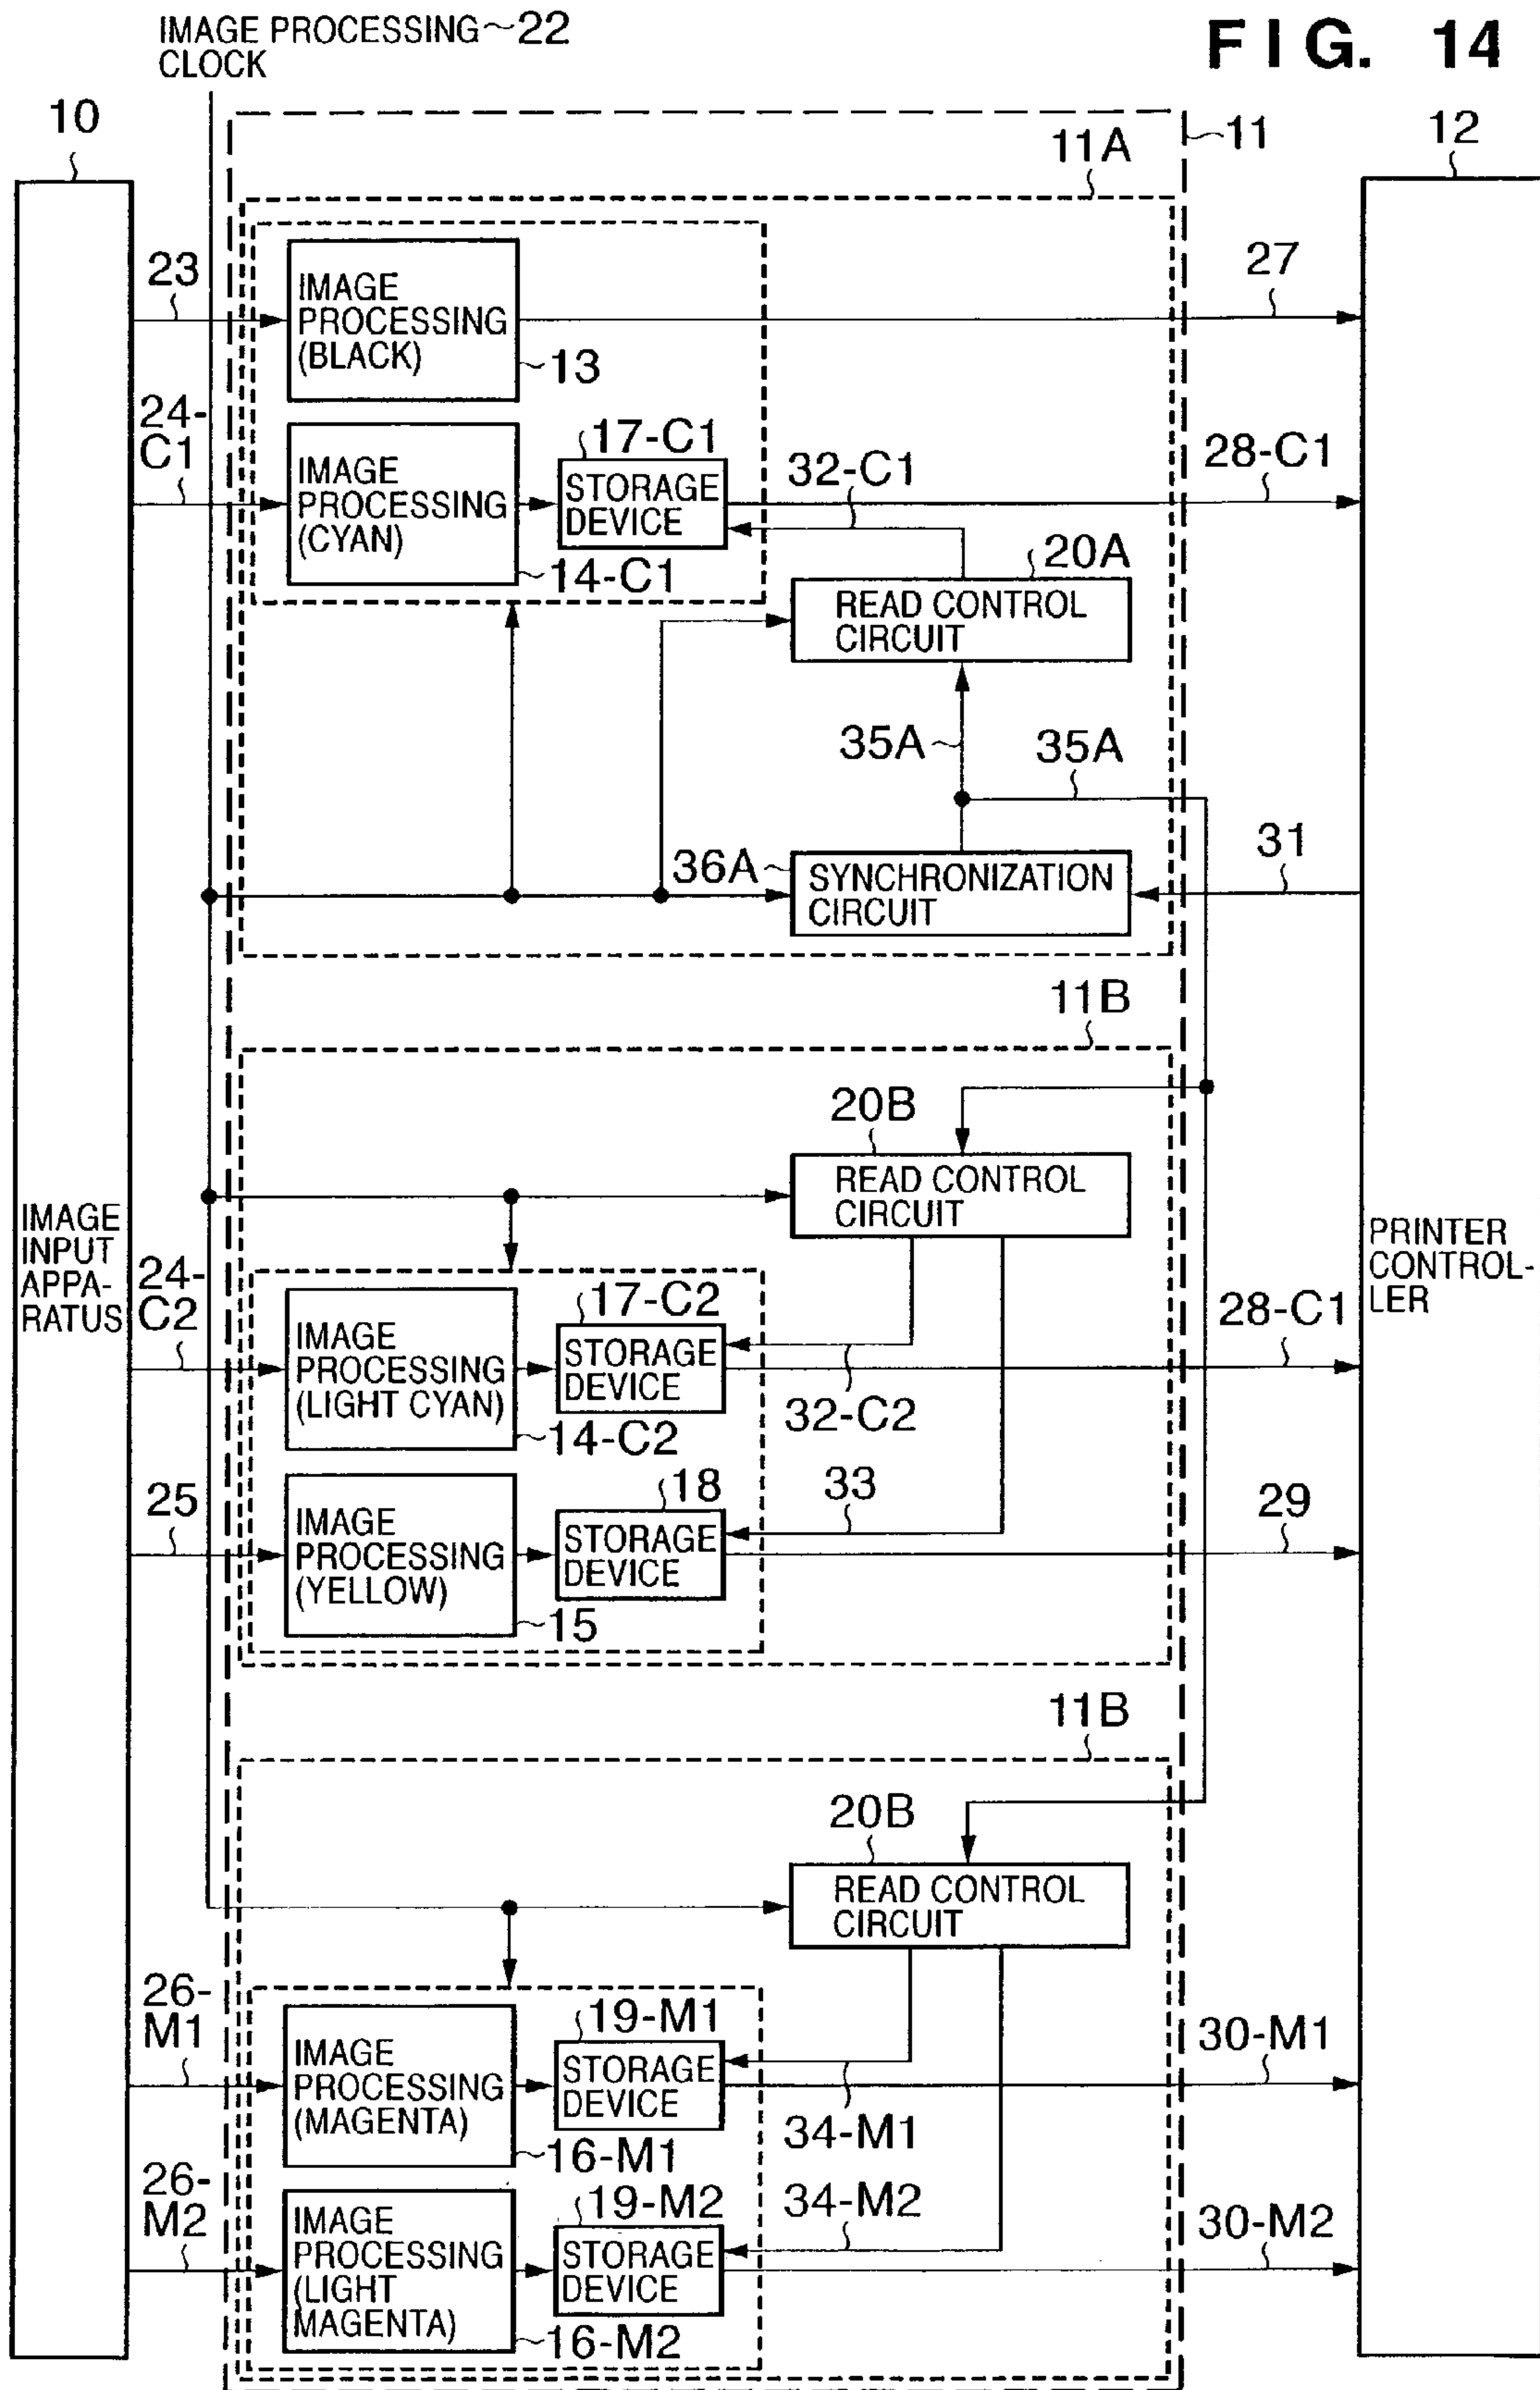 IMAGE PROCESSING 22
CLOCK
FIG. 14
10
11
12
11A
23
IMAGE
PROCESSING
(BLACK)
13
27
24-
C1
IMAGE
PROCESSING
(CYAN)
14-C1
17-C1
STORAGE
DEVICE
32-C1
28-C1
20A
READ CONTROL
CIRCUIT
35A
35A
36A
SYNCHRONIZATION
CIRCUIT
31
11B
20B
READ CONTROL
CIRCUIT
IMAGE
INPUT
APPA-
RATUS
PRINTER
CONTROL-
LER
24-
C2
IMAGE
PROCESSING
(LIGHT CYAN)
14-C2
17-C2
STORAGE
DEVICE
32-C2
28-C1
25
IMAGE
PROCESSING
(YELLOW)
15
18
STORAGE
DEVICE
33
29
11B
20B
READ CONTROL
CIRCUIT
26-
M1
IMAGE
PROCESSING
(MAGENTA)
16-M1
19-M1
STORAGE
DEVICE
34-M1
30-M1
26-
M2
IMAGE
PROCESSING
(LIGHT
MAGENTA)
16-M2
19-M2
STORAGE
DEVICE
34-M2
30-M2